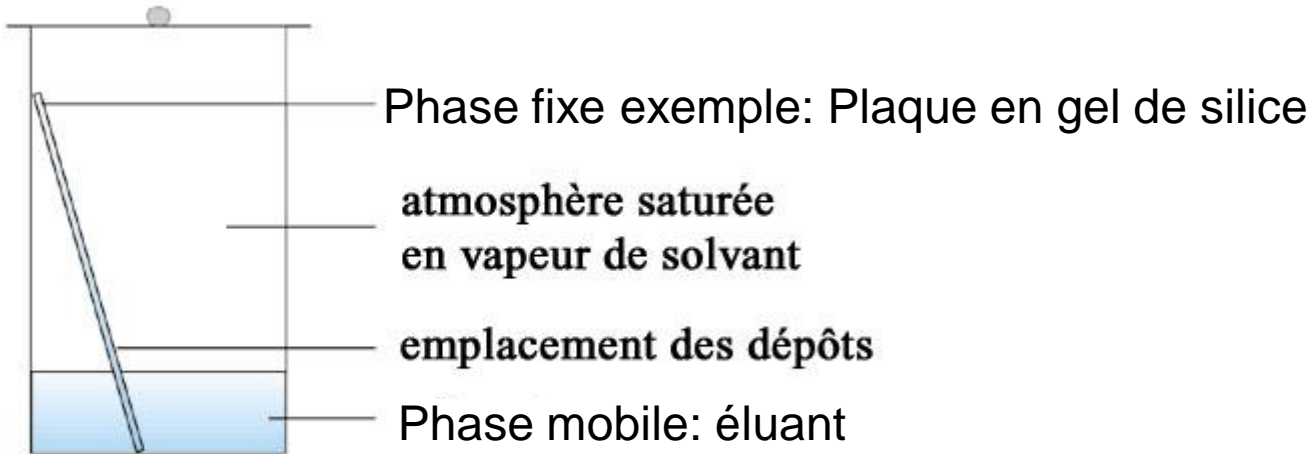 Phase fixe exemple: Plaque en gel de silice
atmosphère saturée
en vapeur de solvant
emplacement des dépôts
Phase mobile: éluant